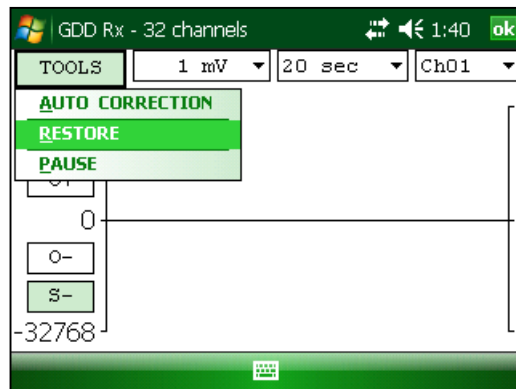 GDD Rx - 32 channels 1:40 ok
TOOLS 1 mV 20 sec Ch01
AUTO CORRECTION
RESTORE
PAUSE
0
O-
S-
-32768